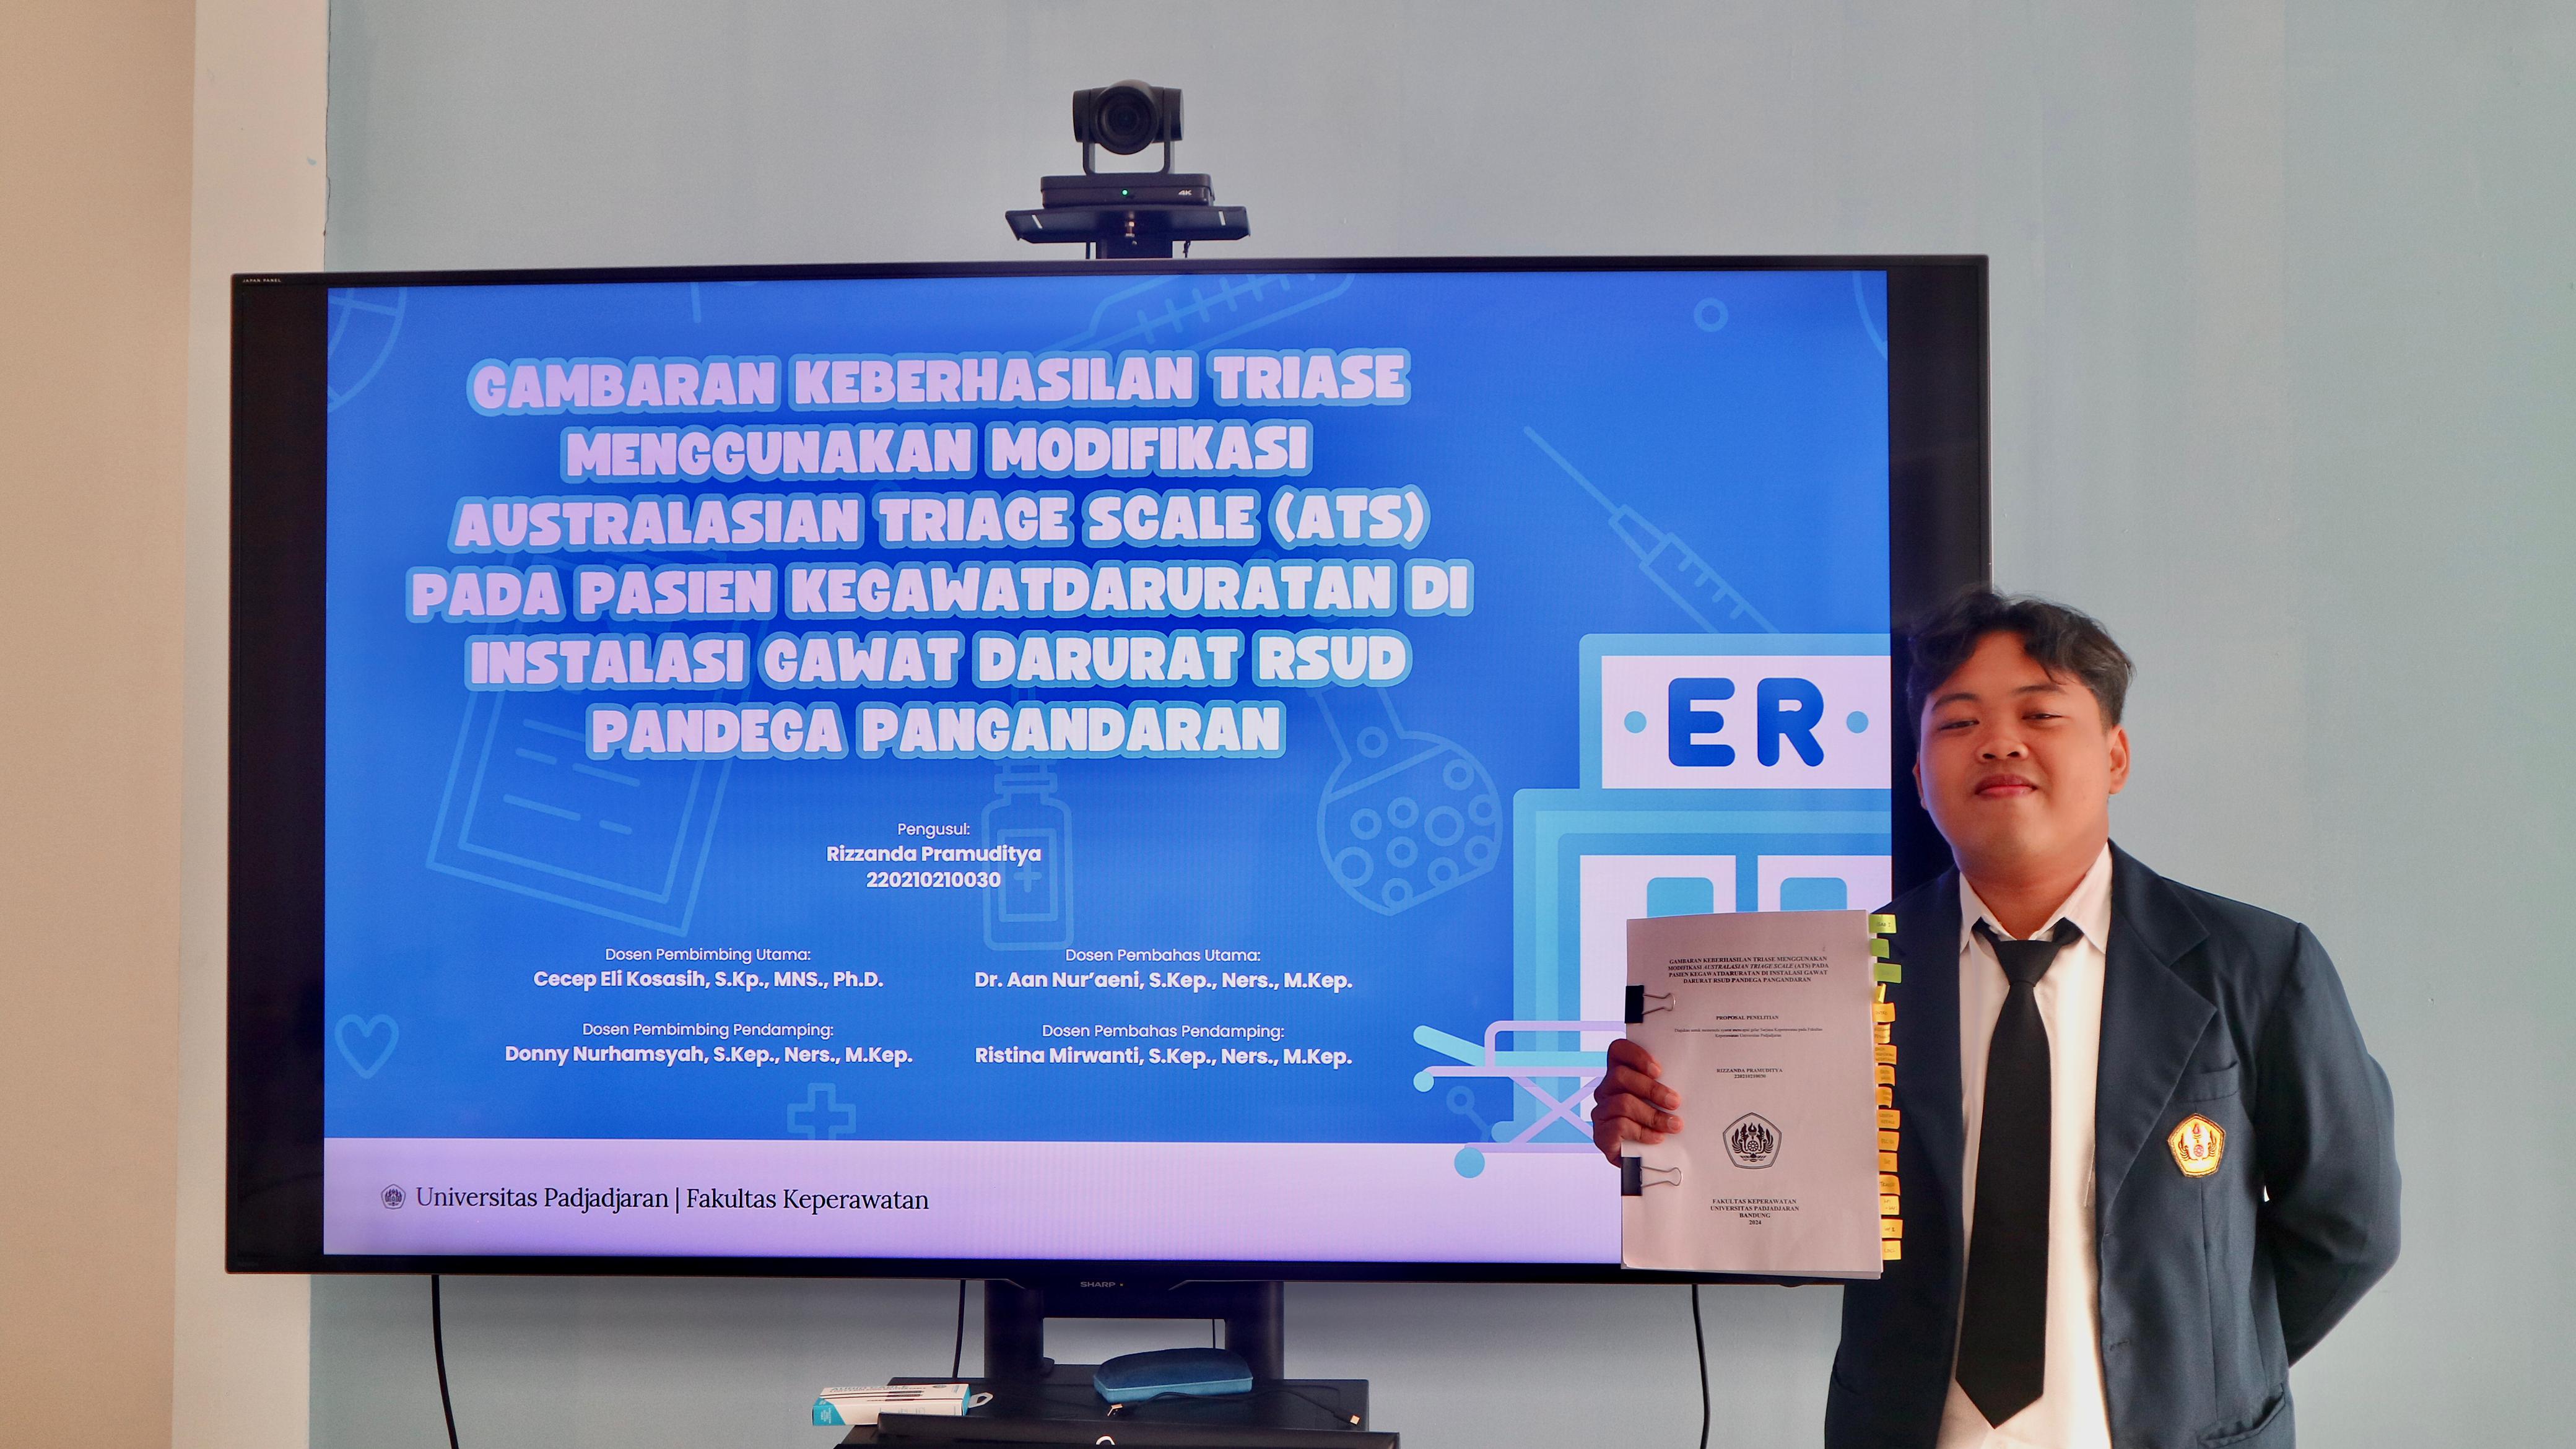 4K
JAPAN PANEL
GAMBARAN KEBERHASILAN TRIASE
MENGGUNAKAN MODIFIKASI
AUSTRALASIAN TRIAGE SCALE (ATS)
PADA PASIEN KEGAWATDARURATAN DI
INSTALASI GAWAT DARURAT RSUD
PANDEGA PANGANDARAN
ER
Pengusul:
Rizzanda Pramuditya
220210210030
Dosen Pembimbing Utama:
Cecep Eli Kosasih, S.Kp., MNS., Ph.D.
Dosen Pembahas Utama:
Dr. Aan Nur'aeni, S.Kep., Ners., M.Kep.
Dosen Pembimbing Pendamping:
Donny Nurhamsyah, S.Kep., Ners., M.Kep.
Dosen Pembahas Pendamping:
Ristina Mirwanti, S.Kep., Ners., M.Kep.
Universitas Padjadjaran | Fakultas Keperawatan
SHARP
GAMBARAN KEBERHASILAN TRIASE MENGGUNAKAN
MODIFIKASI AUSTRALASIAN TRIAGE SCALE (ATS) PADA
PASIEN KEGAWATDARURATAN DI INSTALASI GAWAT
DARURAT RSUD PANDEGA PANGANDARAN
PROPOSAL PENELITIAN
RIZZANDA PRAMUDITYA
220210210030
FAKULTAS KEPERAWATAN
UNIVERSITAS PADJADJARAN
BANDUNG
2024